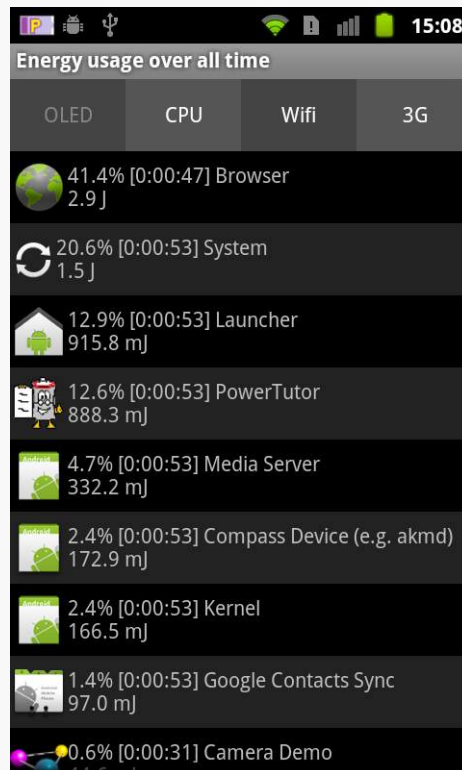 P
15:08
Energy usage over all time
OLED CPU Wifi 3G
41.4% [0:00:47] Browser
2.9 J
20.6% [0:00:53] System
1.5 J
12.9% [0:00:53] Launcher
915.8 mJ
12.6% [0:00:53] PowerTutor
888.3 mJ
4.7% [0:00:53] Media Server
332.2 mJ
2.4% [0:00:53] Compass Device (e.g. akmd)
172.9 mJ
2.4% [0:00:53] Kernel
166.5 mJ
1.4% [0:00:53] Google Contacts Sync
97.0 mJ
0.6% [0:00:31] Camera Demo